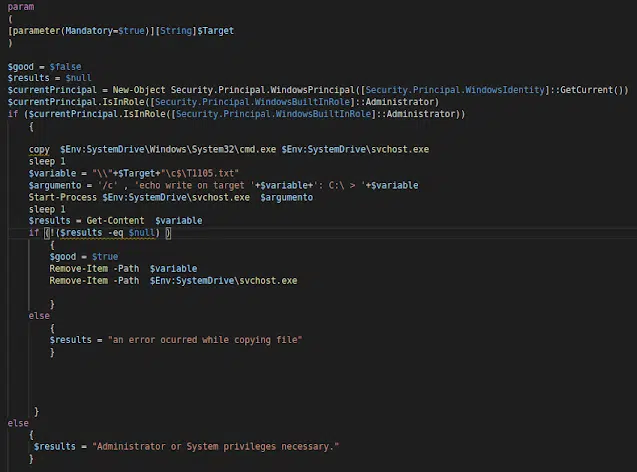 param
(
[parameter(Mandatory=$true)][String]$Target
)
$good = $false
$results = $null
$currentPrincipal = New-Object Security.Principal.WindowsPrincipal([Security.Principal.WindowsIdentity]::GetCurrent())
$currentPrincipal.IsInRole([Security.Principal.WindowsBuiltInRole]::Administrator)
if ($currentPrincipal.IsInRole([Security.Principal.WindowsBuiltInRole]::Administrator))
{
copy  $Env:SystemDrive\Windows\System32\cmd.exe $Env:SystemDrive\svchost.exe
sleep 1
$variable = "\\"+$Target+"\c$\T1105.txt"
$argumento = '/c' , 'echo write on target '+$variable+': C:\ > '+$variable
Start-Process $Env:SystemDrive\svchost.exe  $argumento
sleep 1
$results = Get-Content  $variable
if (!($results -eq $null) )
{
$good = $true
Remove-Item -Path  $variable
Remove-Item -Path  $Env:SystemDrive\svchost.exe
}
else
{
$results = "an error ocurred while copying file"
}
}
else
{
$results = "Administrator or System privileges necessary."
}